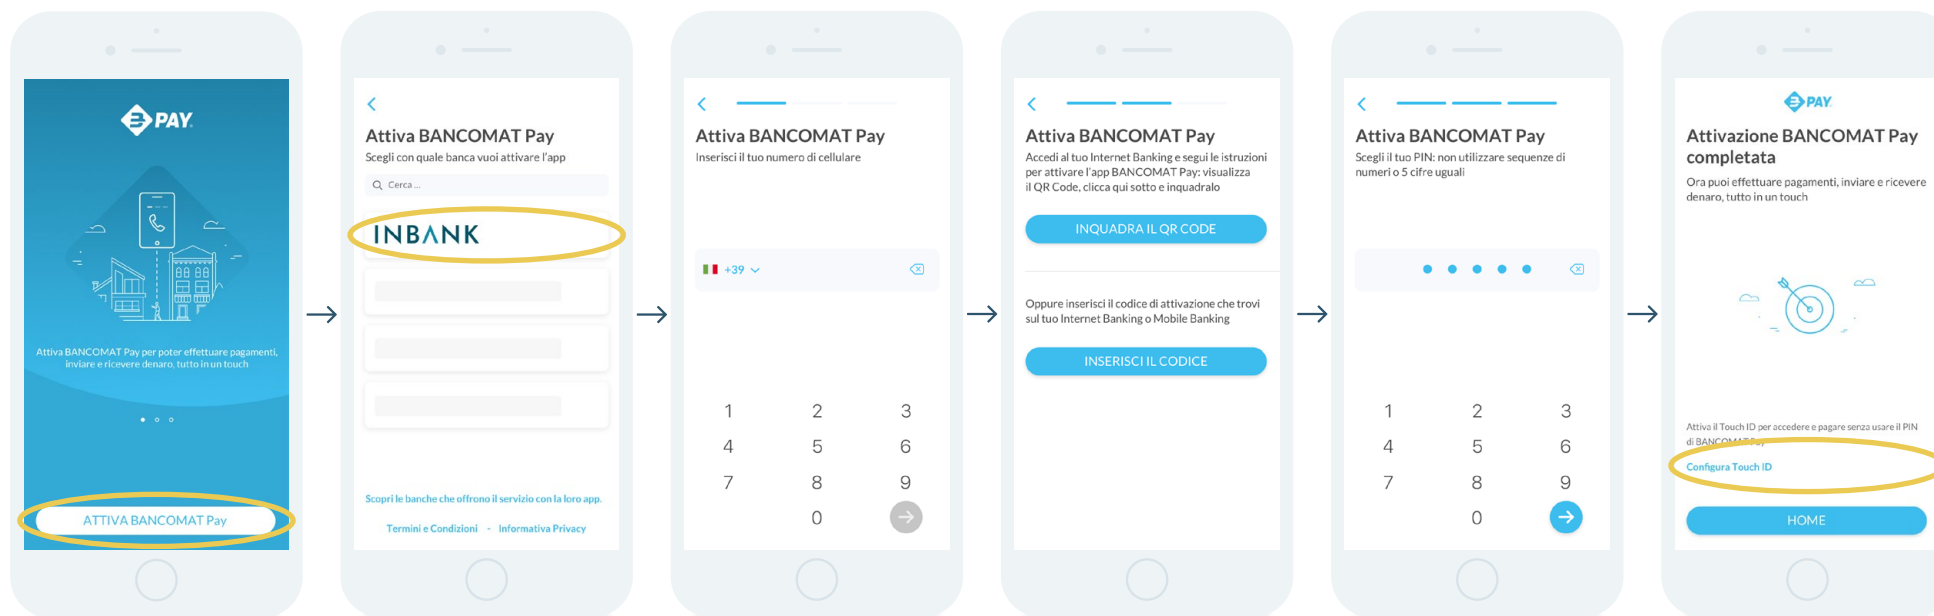 PAY
Attiva BANCOMAT Pay per poter effettuare pagamenti,
inviare e ricevere denaro, tutto in un touch
ATTIVA BANCOMAT Pay
Attiva BANCOMAT Pay
Scegli con quale banca vuoi attivare l'app
Cerca ...
INBANK
Scopri le banche che offrono il servizio con la loro app.
Termini e Condizioni - Informativa Privacy
Attiva BANCOMAT Pay
Inserisci il tuo numero di cellulare
+39
1 2 3
4 5 6
7 8 9
0
Attiva BANCOMAT Pay
Accedi al tuo Internet Banking e segui le istruzioni
per attivare l'app BANCOMAT Pay: visualizza
il QR Code, clicca qui sotto e inquadralo
INQUADRA IL QR CODE
Oppure inserisci il codice di attivazione che trovi
sul tuo Internet Banking o Mobile Banking
INSERISCI IL CODICE
Attiva BANCOMAT Pay
Scegli il tuo PIN: non utilizzare sequenze di
numeri o 5 cifre uguali
1 2 3
4 5 6
7 8 9
0
PAY
Attivazione BANCOMAT Pay
completata
Ora puoi effettuare pagamenti, inviare e ricevere
denaro, tutto in un touch
Attiva il Touch ID per accedere e pagare senza usare il PIN
di BANCOMAT Pay
Configura Touch ID
HOME